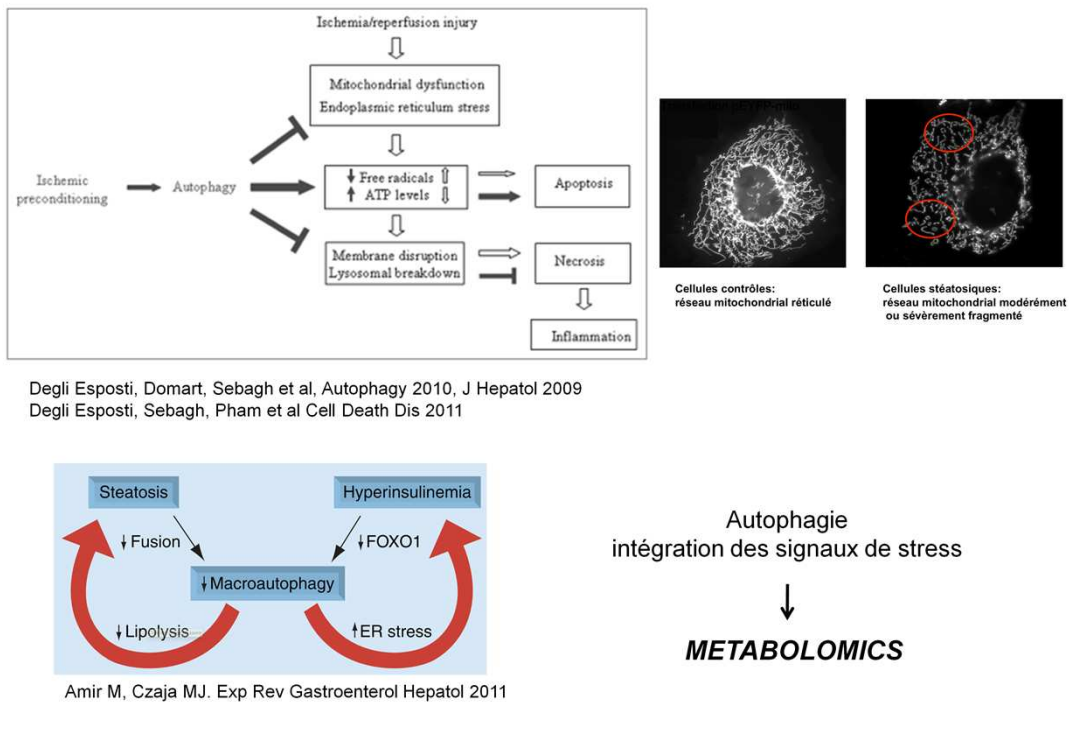 Ischemia/reperfusion injury
Mitochondrial dysfunction
Endoplasmic reticulum stress
Ischemic
preconditioning
Autophagy
Free radicals
ATP levels
Apoptosis
Membrane disruption
Lysosomal breakdown
Necrosis
Inflammation
Cellules contrôles:
réseau mitochondrial réticulé
Cellules stéatosiques:
réseau mitochondrial modérément
ou sévèrement fragmenté
Degli Esposti, Domart, Sebagh et al, Autophagy 2010, J Hepatol 2009
Degli Esposti, Sebagh, Pham et al Cell Death Dis 2011
Steatosis
Hyperinsulinemia
Fusion
FOXO1
Macroautophagy
Lipolysis
ER stress
Amir M, Czaja MJ. Exp Rev Gastroenterol Hepatol 2011
Autophagie
intégration des signaux de stress
METABOLOMICS